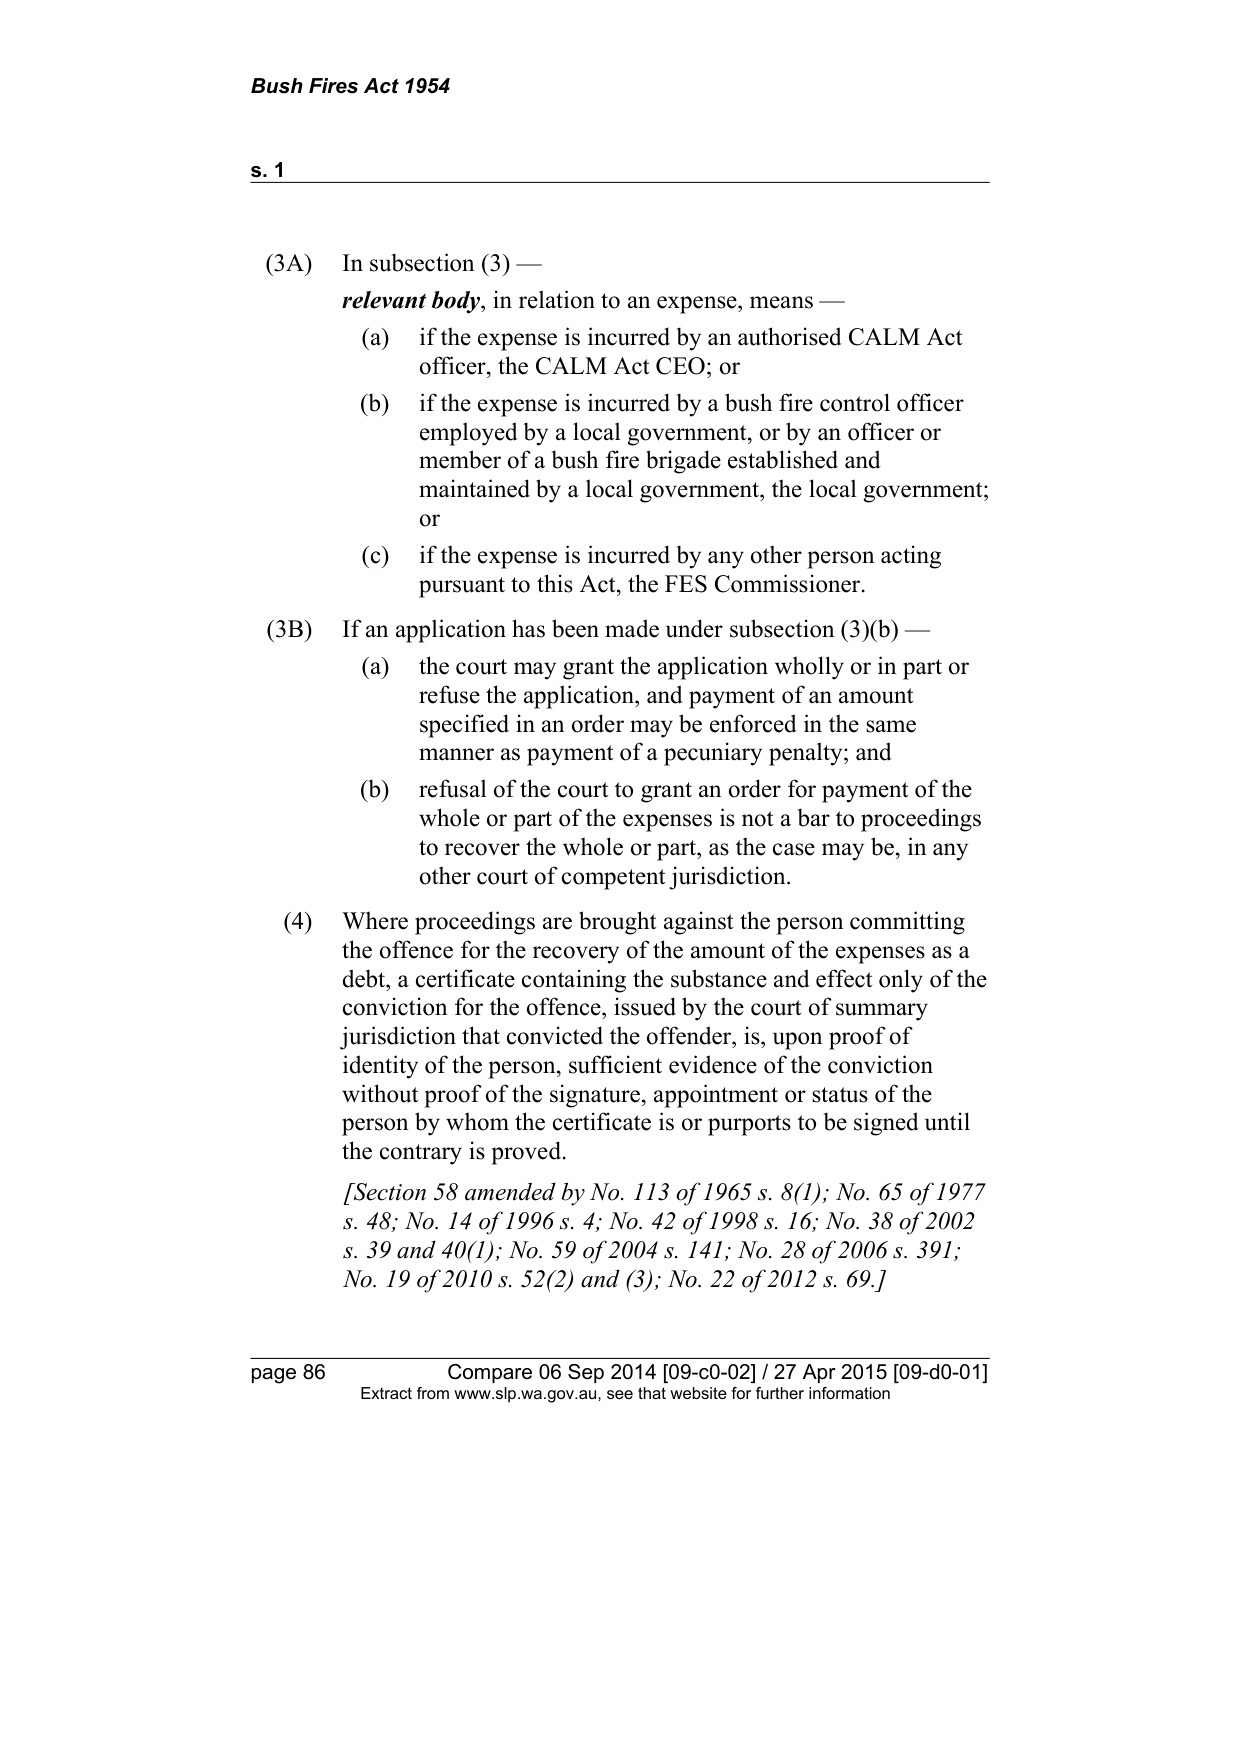 Bush Fires Act 1954
s. 1
(3A) In subsection (3) —
relevant body, in relation to an expense, means —
(a) if the expense is incurred by an authorised CALM Act
officer, the CALM Act CEO; or
(b) if the expense is incurred by a bush fire control officer
employed by a local government, or by an officer or
member of a bush fire brigade established and
maintained by a local government, the local government;
or
(c) if the expense is incurred by any other person acting
pursuant to this Act, the FES Commissioner.
(3B) If an application has been made under subsection (3)(b) —
(a) the court may grant the application wholly or in part or
refuse the application, and payment of an amount
specified in an order may be enforced in the same
manner as payment of a pecuniary penalty; and
(b) refusal of the court to grant an order for payment of the
whole or part of the expenses is not a bar to proceedings
to recover the whole or part, as the case may be, in any
other court of competent jurisdiction.
(4) Where proceedings are brought against the person committing
the offence for the recovery of the amount of the expenses as a
debt, a certificate containing the substance and effect only of the
conviction for the offence, issued by the court of summary
jurisdiction that convicted the offender, is, upon proof of
identity of the person, sufficient evidence of the conviction
without proof of the signature, appointment or status of the
person by whom the certificate is or purports to be signed until
the contrary is proved.
[Section 58 amended by No. 113 of 1965 s. 8(1); No. 65 of 1977
s. 48; No. 14 of 1996 s. 4; No. 42 of 1998 s. 16; No. 38 of 2002
s. 39 and 40(1); No. 59 of 2004 s. 141; No. 28 of 2006 s. 391;
No. 19 of 2010 s. 52(2) and (3); No. 22 of 2012 s. 69.]
page 86 Compare 06 Sep 2014 [09-c0-02] / 27 Apr 2015 [09-d0-01]
Extract from www.slp.wa.gov.au, see that website for further information